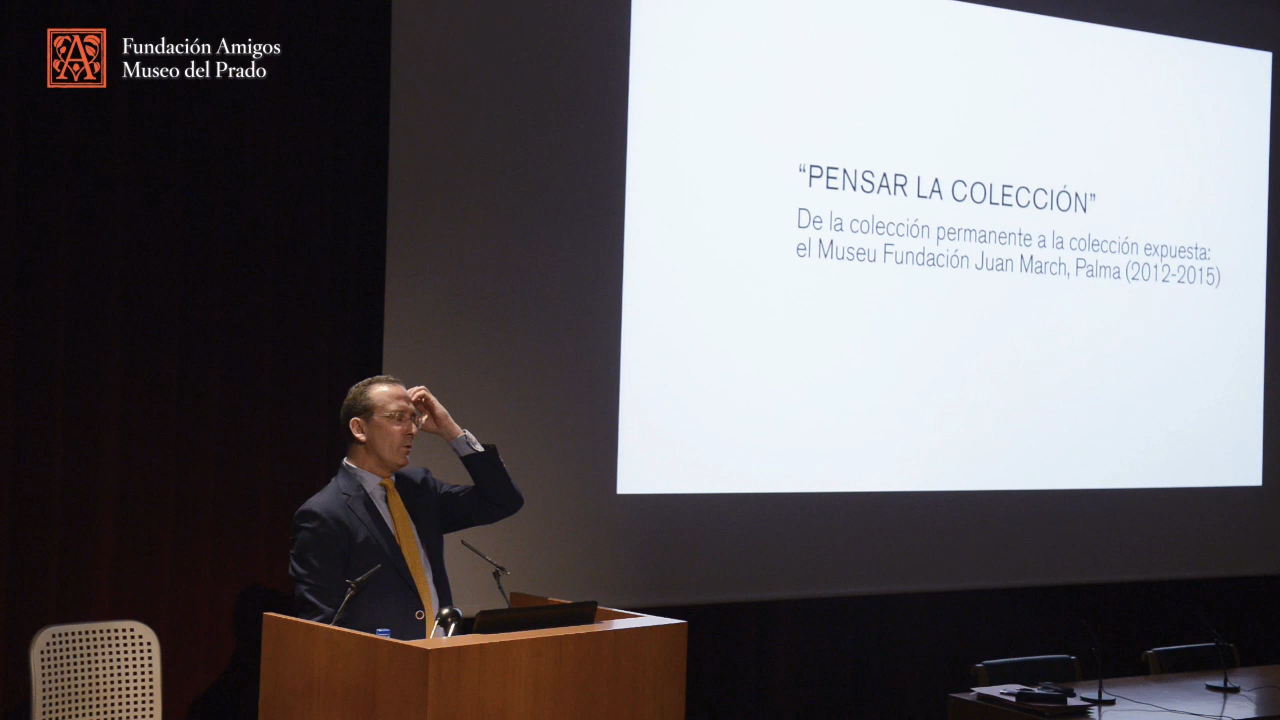 Fundación Amigos
Museo del Prado
“PENSAR LA COLECCIÓN”
De la colección permanente a la colección expuesta:
el Museu Fundación Juan March, Palma (2012-2015)